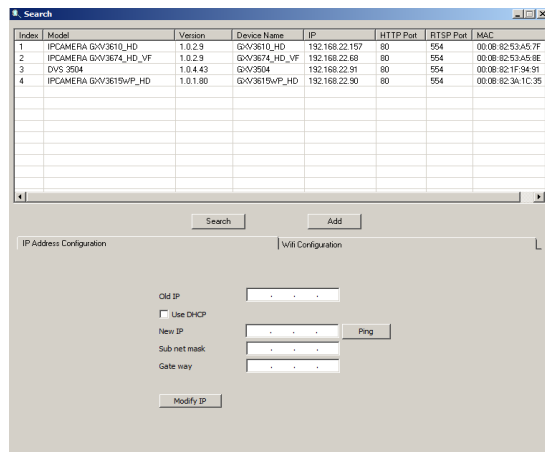 Search
Index Model Version Device Name IP HTTP Port RTSP Port MAC
1 IPCAMERA GXV3610_HD 1.0.2.9 GXV3610_HD 192.168.22.157 80 554 00:0B:82:53:A5:7F
2 IPCAMERA GXV3674_HD_VF 1.0.2.9 GXV3674_HD_VF 192.168.22.68 80 554 00:0B:82:53:A5:8E
3 DVS 3504 1.0.4.43 GXV3504 192.168.22.91 80 554 00:0B:82:1F:94:91
4 IPCAMERA GXV3615WP_HD 1.0.1.80 GXV3615WP_HD 192.168.22.90 80 554 00:0B:82:3A:1C:35
Search Add
IP Address Configuration Wifi Configuration
Old IP . . .
Use DHCP
New IP . . . Ping
Sub net mask . . .
Gate way . . .
Modify IP